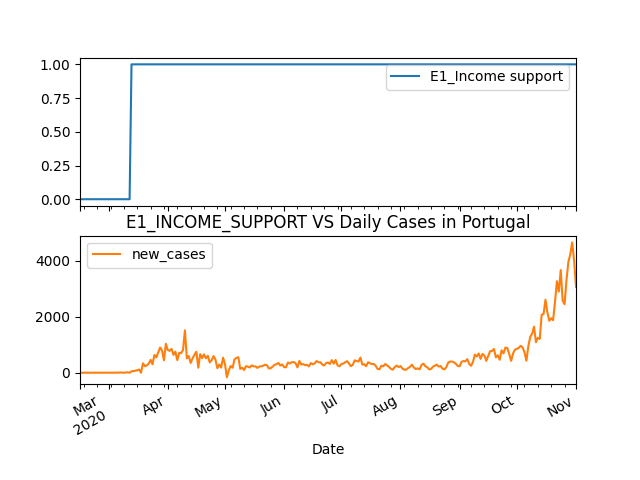 1.00
0.75
0.50
0.25
0.00
E1_Income support
E1_INCOME_SUPPORT VS Daily Cases in Portugal
4000
2000
0
new_cases
Mar
2020
Apr
May
Jun
Jul
Aug
Sep
Oct
Nov
Date